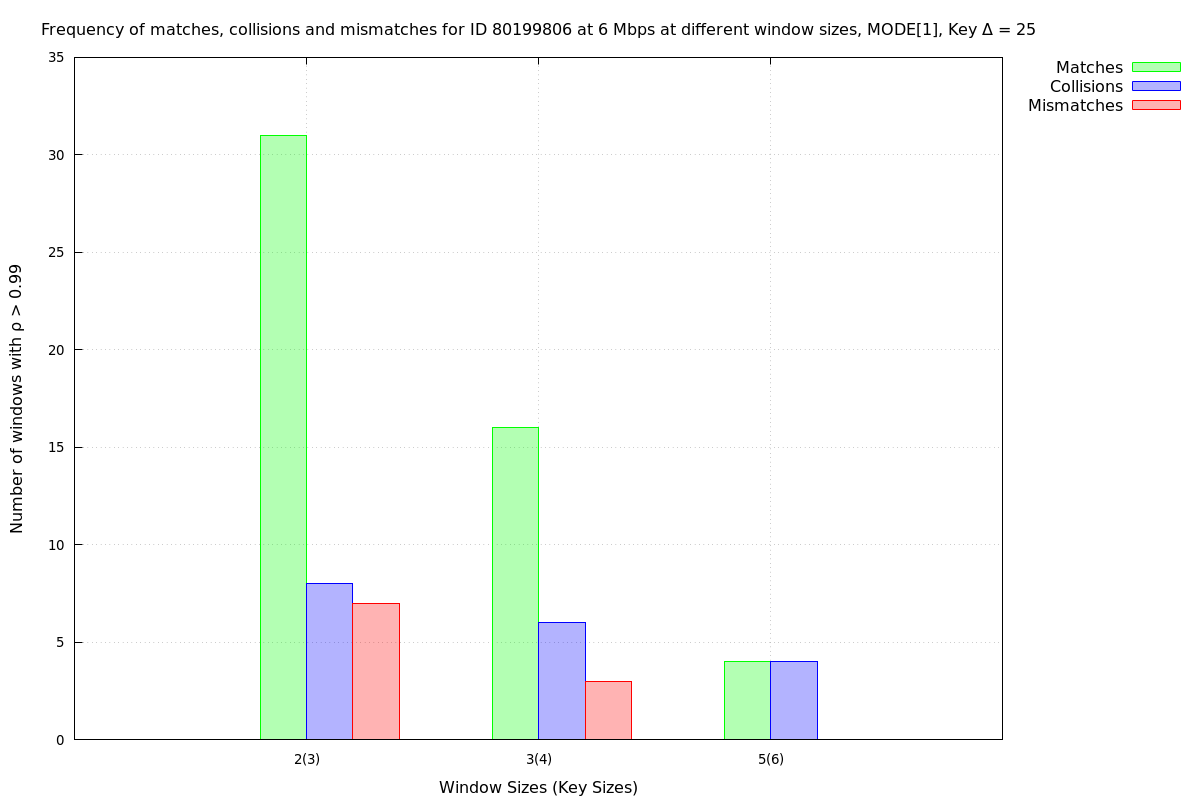 Frequency of matches, collisions and mismatches for ID 80199806 at 6 Mbps at different window sizes, MODE[1], Key Δ = 25
Matches
Collisions
Mismatches
Number of windows with ρ > 0.99
35
30
25
20
15
10
5
0
2(3)
3(4)
5(6)
Window Sizes (Key Sizes)